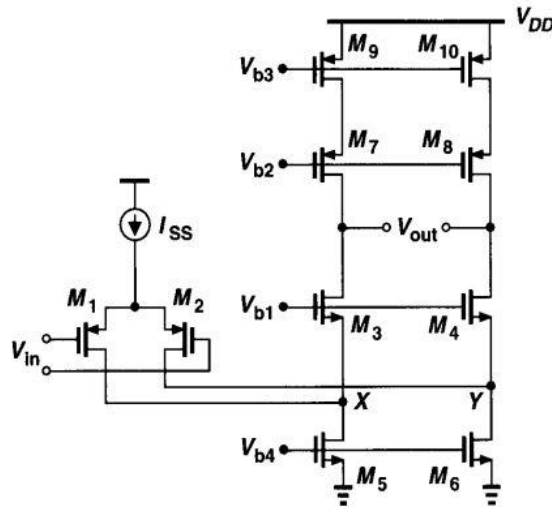 V_DD
M_9
M_10
V_b3
M_7
M_8
V_b2
I_SS
V_out
M_1
M_2
V_b1
M_3
M_4
V_in
X
Y
V_b4
M_5
M_6